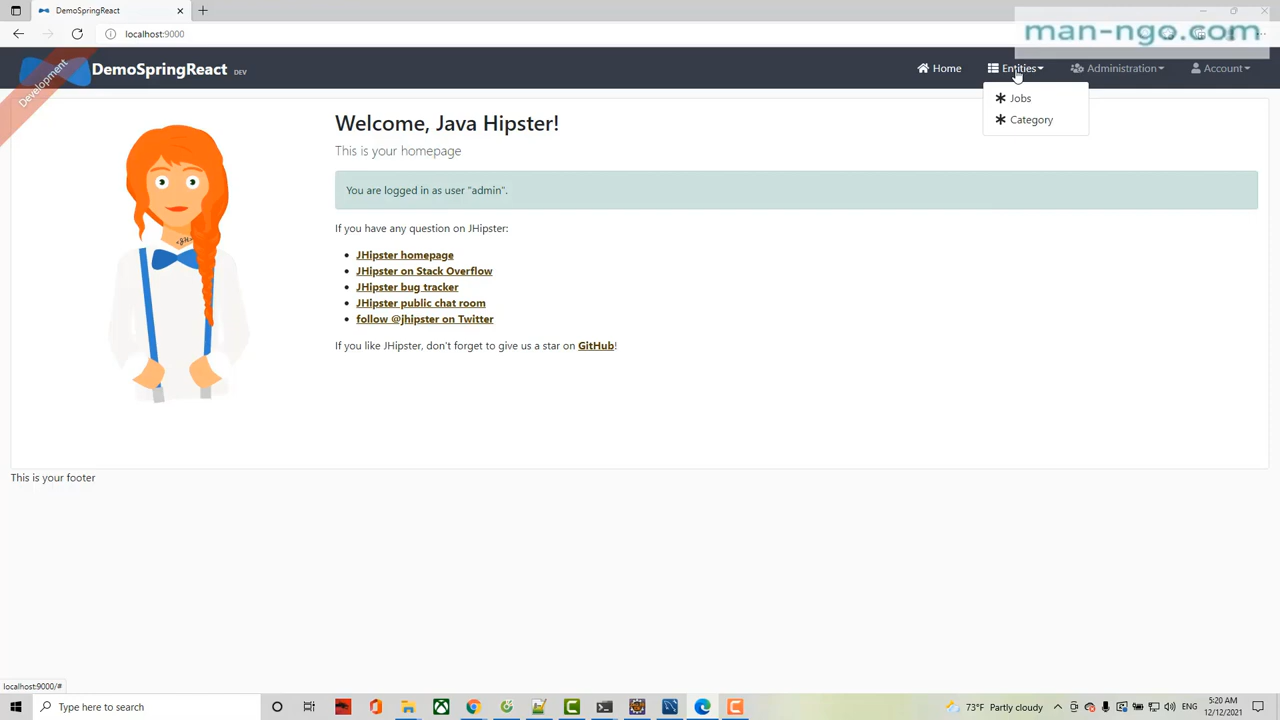 DemoSpringReact
localhost:9000
man-ngo.com
Development
DemoSpringReact DEV
Home
Entities
Administration
Account
Jobs
Category
Welcome, Java Hipster!
This is your homepage
You are logged in as user "admin".
If you have any question on JHipster:
JHipster homepage
JHipster on Stack Overflow
JHipster bug tracker
JHipster public chat room
follow @jhipster on Twitter
If you like JHipster, don't forget to give us a star on GitHub!
This is your footer
localhost:9000/#
Type here to search
73°F Partly cloudy
ENG
5:20 AM
12/12/2021